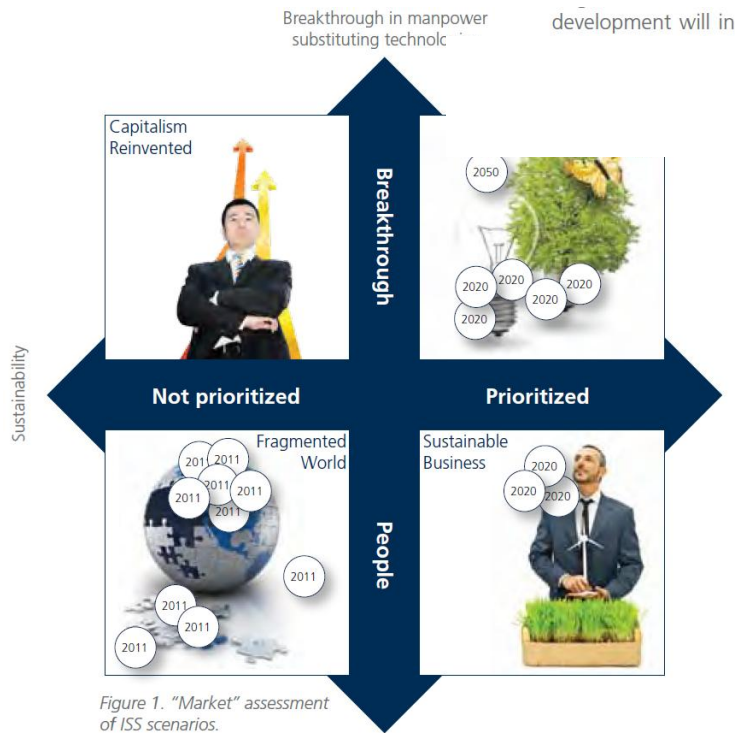 Breakthrough in manpower
substituting
development will in
Capitalism
Reinvented
Breakthrough
2050
2020
2020
2020
2020
2020
Sustainability
Not prioritized
Prioritized
Fragmented
World
2011
2011
2011
2011
2011
2011
2011
2011
2011
2011
People
Sustainable
Business
2020
2020
2020
Figure 1. “Market” assessment
of ISS scenarios.